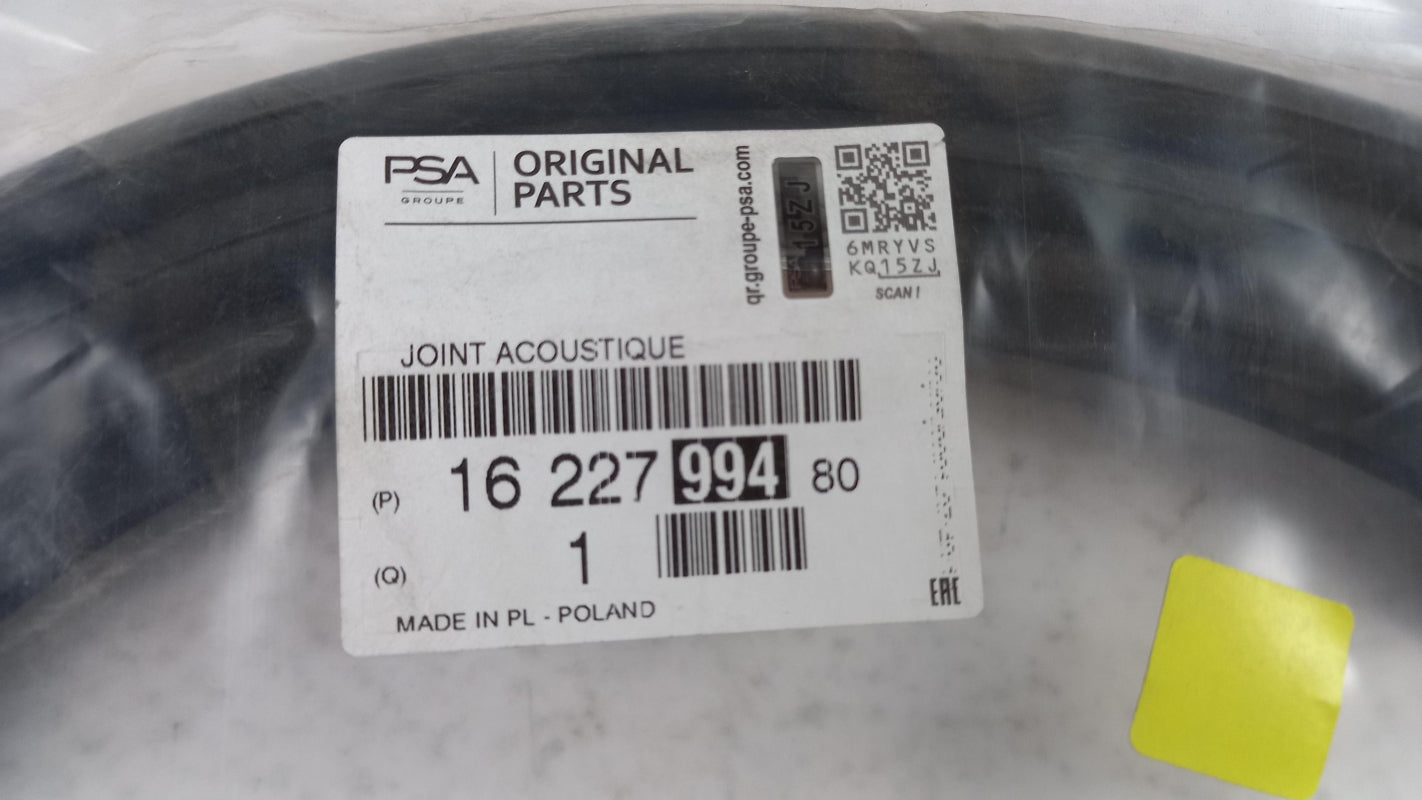 PSA
GROUPE
ORIGINAL
PARTS
qr.groupe-psa.com
15ZJ
6MRYVS
KQ15ZJ
SCAN!
JOINT ACOUSTIQUE
(P) 16 227 994 80
(Q) 1
MADE IN PL - POLAND
EAC